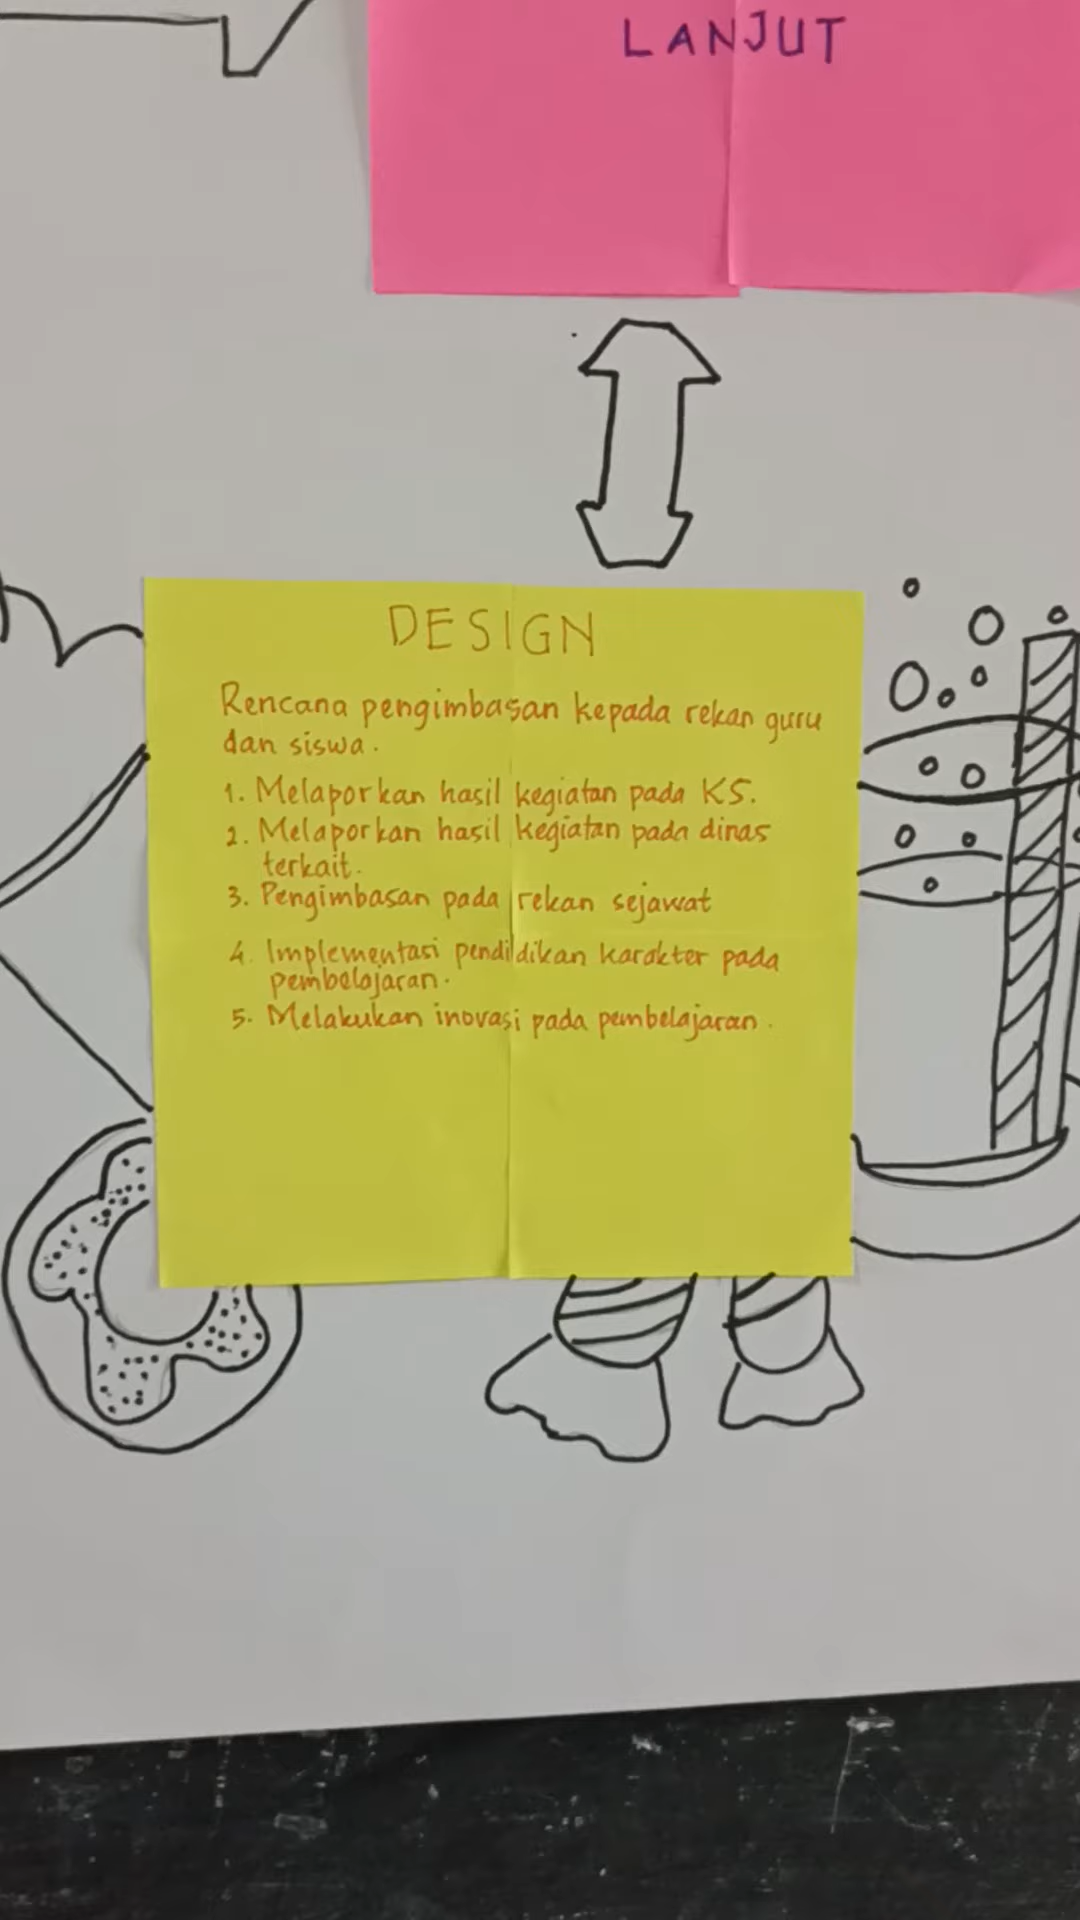 LANJUT
DESIGN
Rencana pengimbasan kepada rekan guru
dan siswa.
1. Melaporkan hasil kegiatan pada KS.
2. Melaporkan hasil kegiatan pada dinas
terkait.
3. Pengimbasan pada rekan sejawat
4. Implementasi pendidikan karakter pada
pembelajaran.
5. Melakukan inovasi pada pembelajaran.